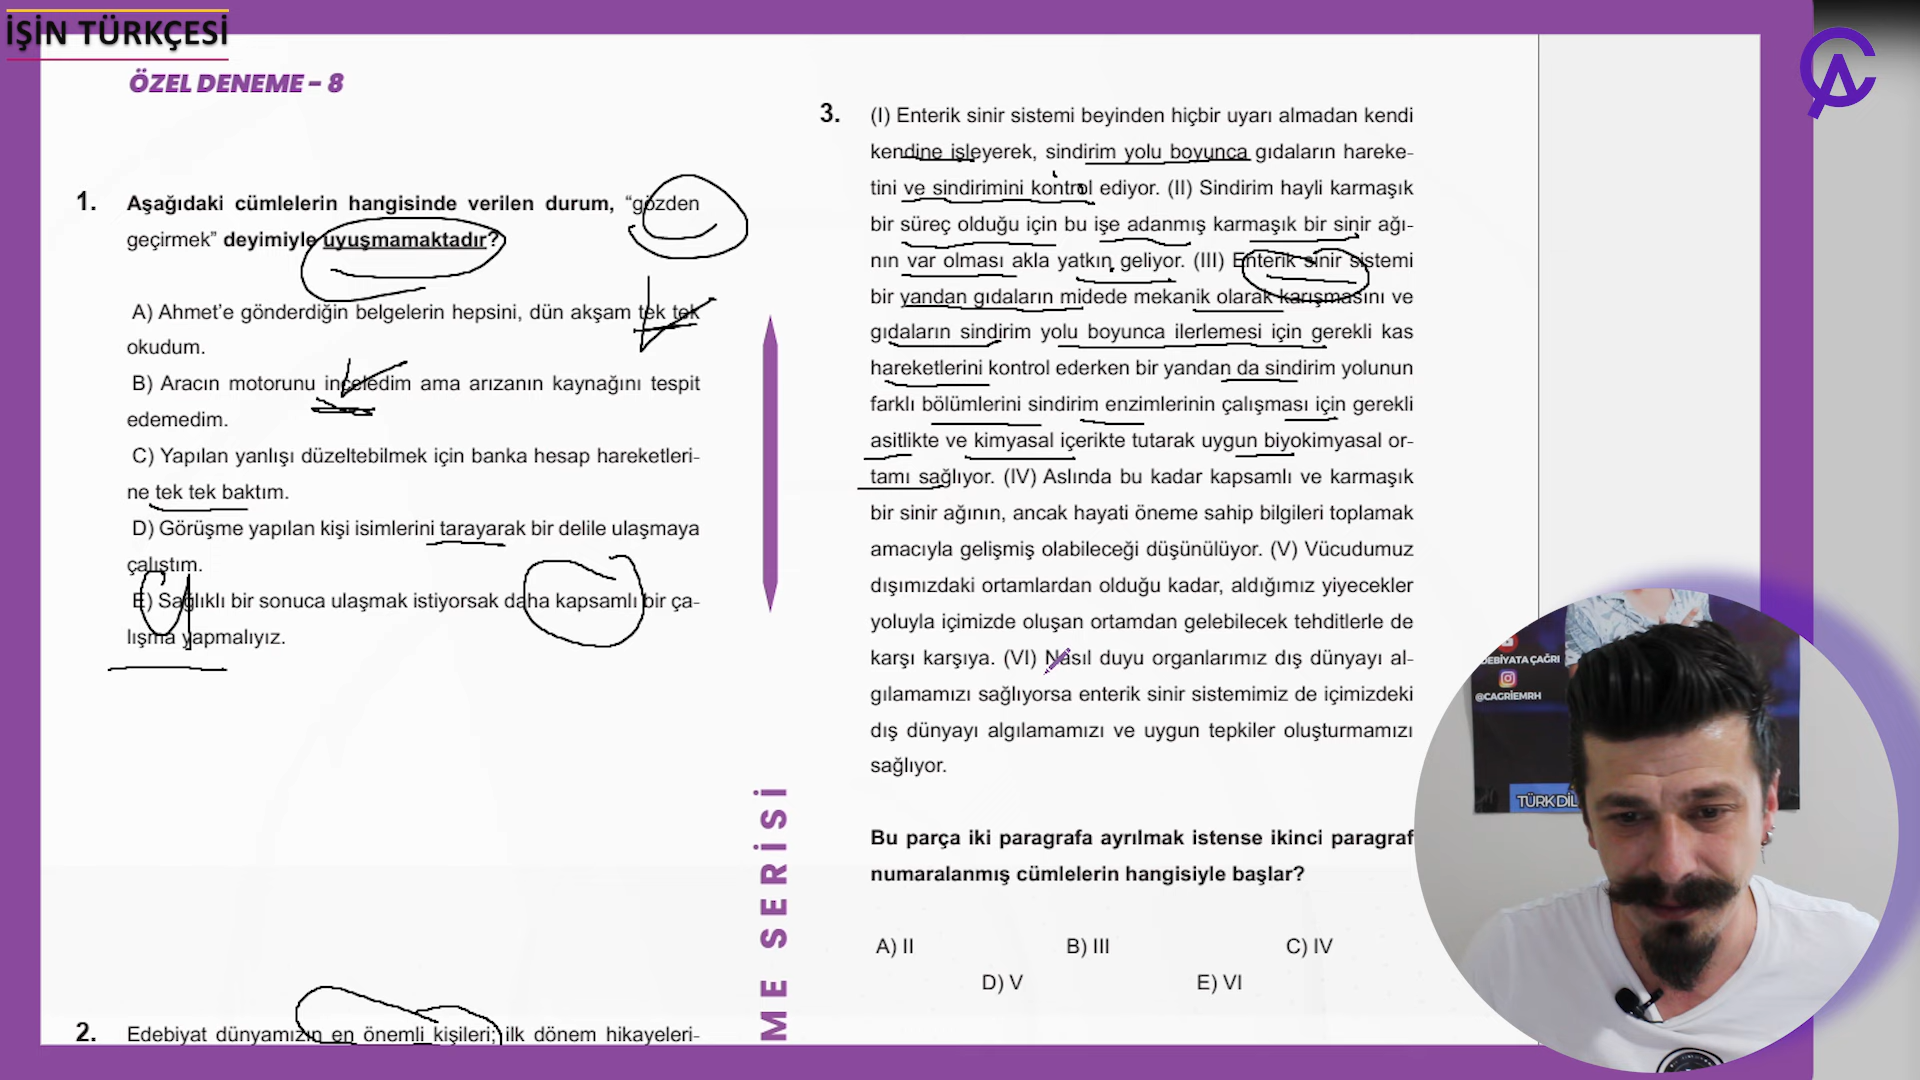 İŞİN TÜRKÇESİ
ÖZEL DENEME – 8
1. Aşağıdaki cümlelerin hangisinde verilen durum, “gözden
geçirmek” deyimiyle uyuşmamaktadır?
A) Ahmet’e gönderdiğin belgelerin hepsini, dün akşam tek tek
okudum.
B) Aracın motorunu inceledim ama arızanın kaynağını tespit
edemedim.
C) Yapılan yanlışı düzeltebilmek için banka hesap hareketleri-
ne tek tek baktım.
D) Görüşme yapılan kişi isimlerini tarayarak bir delile ulaşmaya
çalıştım.
E) Sağlıklı bir sonuca ulaşmak istiyorsak daha kapsamlı bir ça-
lışma yapmalıyız.
2. Edebiyat dünyamızın en önemli kişileri; ilk dönem hikayeleri-
ME SERİSİ
3. (I) Enterik sinir sistemi beyinden hiçbir uyarı almadan kendi
kendine işleyerek, sindirim yolu boyunca gıdaların hareke-
tini ve sindirimini kontrol ediyor. (II) Sindirim hayli karmaşık
bir süreç olduğu için bu işe adanmış karmaşık bir sinir ağı-
nın var olması akla yatkın geliyor. (III) Enterik sinir sistemi
bir yandan gıdaların midede mekanik olarak karışmasını ve
gıdaların sindirim yolu boyunca ilerlemesi için gerekli kas
hareketlerini kontrol ederken bir yandan da sindirim yolunun
farklı bölümlerini sindirim enzimlerinin çalışması için gerekli
asitlikte ve kimyasal içerikte tutarak uygun biyokimyasal or-
tamı sağlıyor. (IV) Aslında bu kadar kapsamlı ve karmaşık
bir sinir ağının, ancak hayati öneme sahip bilgileri toplamak
amacıyla gelişmiş olabileceği düşünülüyor. (V) Vücudumuz
dışımızdaki ortamlardan olduğu kadar, aldığımız yiyecekler
yoluyla içimizde oluşan ortamdan gelebilecek tehditlerle de
karşı karşıya. (VI) Nasıl duyu organlarımız dış dünyayı al-
gılamamızı sağlıyorsa enterik sinir sistemimiz de içimizdeki
dış dünyayı algılamamızı ve uygun tepkiler oluşturmamızı
sağlıyor.
Bu parça iki paragrafa ayrılmak istense ikinci paragraf
numaralanmış cümlelerin hangisiyle başlar?
A) II B) III C) IV
D) V E) VI
EBİYATA ÇAĞRI
@CAGRİEMRH
TÜRK DİL